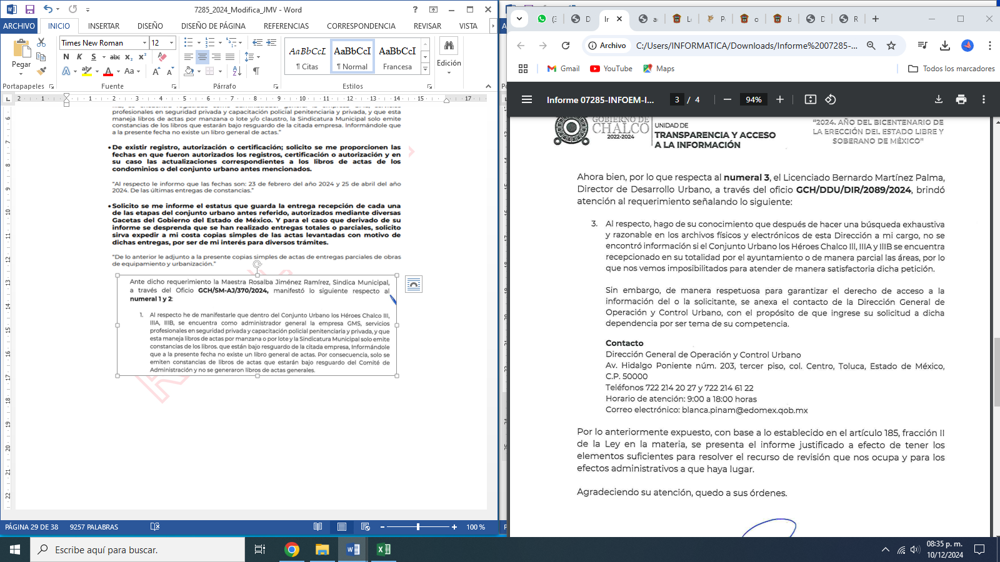 7285_2024_Modifica_JMV - Word
ARCHIVO INICIO INSERTAR DISEÑO DISEÑO DE PÁGINA REFERENCIAS CORRESPONDENCIA REVISAR VISTA
Pegar
Times New Roman 12
N K S abc x₂ x²
A A Aa A A
AaBbCcI AaBbCcI AaBbCcI
¶ Citas ¶ Normal Francesa
Edición
Portapapeles Fuente Párrafo Estilos
2 1 1 2 3 4 5 6 7 8 9 10 11 12 13 14 15 17
profesionales en seguridad privada y capacitación policial penitenciaria y privada, y que esta
maneja libros de actas por manzana o lote y/o claustro, la Sindicatura Municipal solo emite
constancias de los libros que estarán bajo resguardo de la citada empresa. Informándole que
a la presente fecha no existe un libro general de actas.”
• De existir registro, autorización o certificación; solicito se me proporcionen las
fechas en que fueron autorizados los registros, certificación o autorización y en
su caso las actualizaciones correspondientes a los libros de actas de los
condominios o del conjunto urbano antes mencionados.
“Al respecto le informo que las fechas son: 23 de febrero del año 2024 y 25 de abril del año
2024. De las últimas entregas de constancias.”
• Solicito se me informe el estatus que guarda la entrega recepción de cada una
de las etapas del conjunto urbano antes referido, autorizados mediante diversas
Gacetas del Gobierno del Estado de México. Y para el caso que derivado de su
informe se desprenda que se han realizado entregas totales o parciales, solicito
sirva expedir a mi costa copias simples de las actas levantadas con motivo de
dichas entregas, por ser de mi interés para diversos trámites.
“De lo anterior le adjunto a la presente copias simples de actas de entregas parciales de obras
de equipamiento y urbanización.”
Ante dicho requerimiento la Maestra Rosalba Jiménez Ramírez, Sindica Municipal,
a través del Oficio GCH/SM-AJ/370/2024, manifestó lo siguiente respecto al
numeral 1 y 2:
1. Al respecto he de manifestarle que dentro del Conjunto Urbano los Héroes Chalco III,
IIIA, IIIB, se encuentra como administrador general la empresa GMS, servicios
profesionales en seguridad privada y capacitación policial penitenciaria y privada, y que
esta maneja libros de actas por manzana o por lote y la Sindicatura Municipal solo emite
constancias de los libros. que están bajo resguardo de la citada empresa, Informándole
que a la presente fecha no existe un libro general de actas. Por consecuencia, solo se
emiten constancias de libros de actas que estarán bajo resguardo del Comité de
Administración y no se generaron libros de actas generales.
PÁGINA 29 DE 38 9257 PALABRAS 100 %
(3 D Ir a L P o b D R
Archivo C:/Users/INFORMATICA/Downloads/Informe%2007285-...
Gmail YouTube Maps Todos los marcadores
Informe 07285-INFOEM-I... 3 / 4 94%
GOBIERNO DE
CHALCO
2022-2024
UNIDAD DE
TRANSPARENCIA Y ACCESO
A LA INFORMACIÓN
“2024. AÑO DEL BICENTENARIO DE
LA ERECCIÓN DEL ESTADO LIBRE Y
SOBERANO DE MÉXICO”
Ahora bien, por lo que respecta al numeral 3, el Licenciado Bernardo Martínez Palma,
Director de Desarrollo Urbano, a través del oficio GCH/DDU/DIR/2089/2024, brindó
atención al requerimiento señalando lo siguiente:
3. Al respecto, hago de su conocimiento que después de hacer una búsqueda exhaustiva
y razonable en los archivos físicos y electrónicos de esta Dirección a mi cargo, no se
encontró información si el Conjunto Urbano los Héroes Chalco III, IIIA y IIIB se encuentra
recepcionado en su totalidad por el ayuntamiento o de manera parcial las áreas, por lo
que nos vemos imposibilitados para atender de manera satisfactoria dicha petición.
Sin embargo, de manera respetuosa para garantizar el derecho de acceso a la
información del o la solicitante, se anexa el contacto de la Dirección General de
Operación y Control Urbano, con el propósito de que ingrese su solicitud a dicha
dependencia por ser tema de su competencia.
Contacto
Dirección General de Operación y Control Urbano
Av. Hidalgo Poniente núm. 203, tercer piso, col. Centro, Toluca, Estado de México,
C.P. 50000
Teléfonos 722 214 20 27 y 722 214 61 22
Horario de atención: 9:00 a 18:00 horas
Correo electrónico: blanca.pinam@edomex.gob.mx
Por lo anteriormente expuesto, con base a lo establecido en el artículo 185, fracción II
de la Ley en la materia, se presenta el informe justificado a efecto de tener los
elementos suficientes para resolver el recurso de revisión que nos ocupa y para los
efectos administrativos a que haya lugar.
Agradeciendo su atención, quedo a sus órdenes.
Escribe aquí para buscar.
08:35 p. m.
10/12/2024